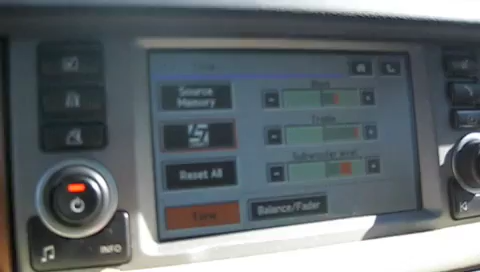 Bass
Source
Memory
Treble
Subwoofer level
Reset All
Tone
Balance/Fader
INFO